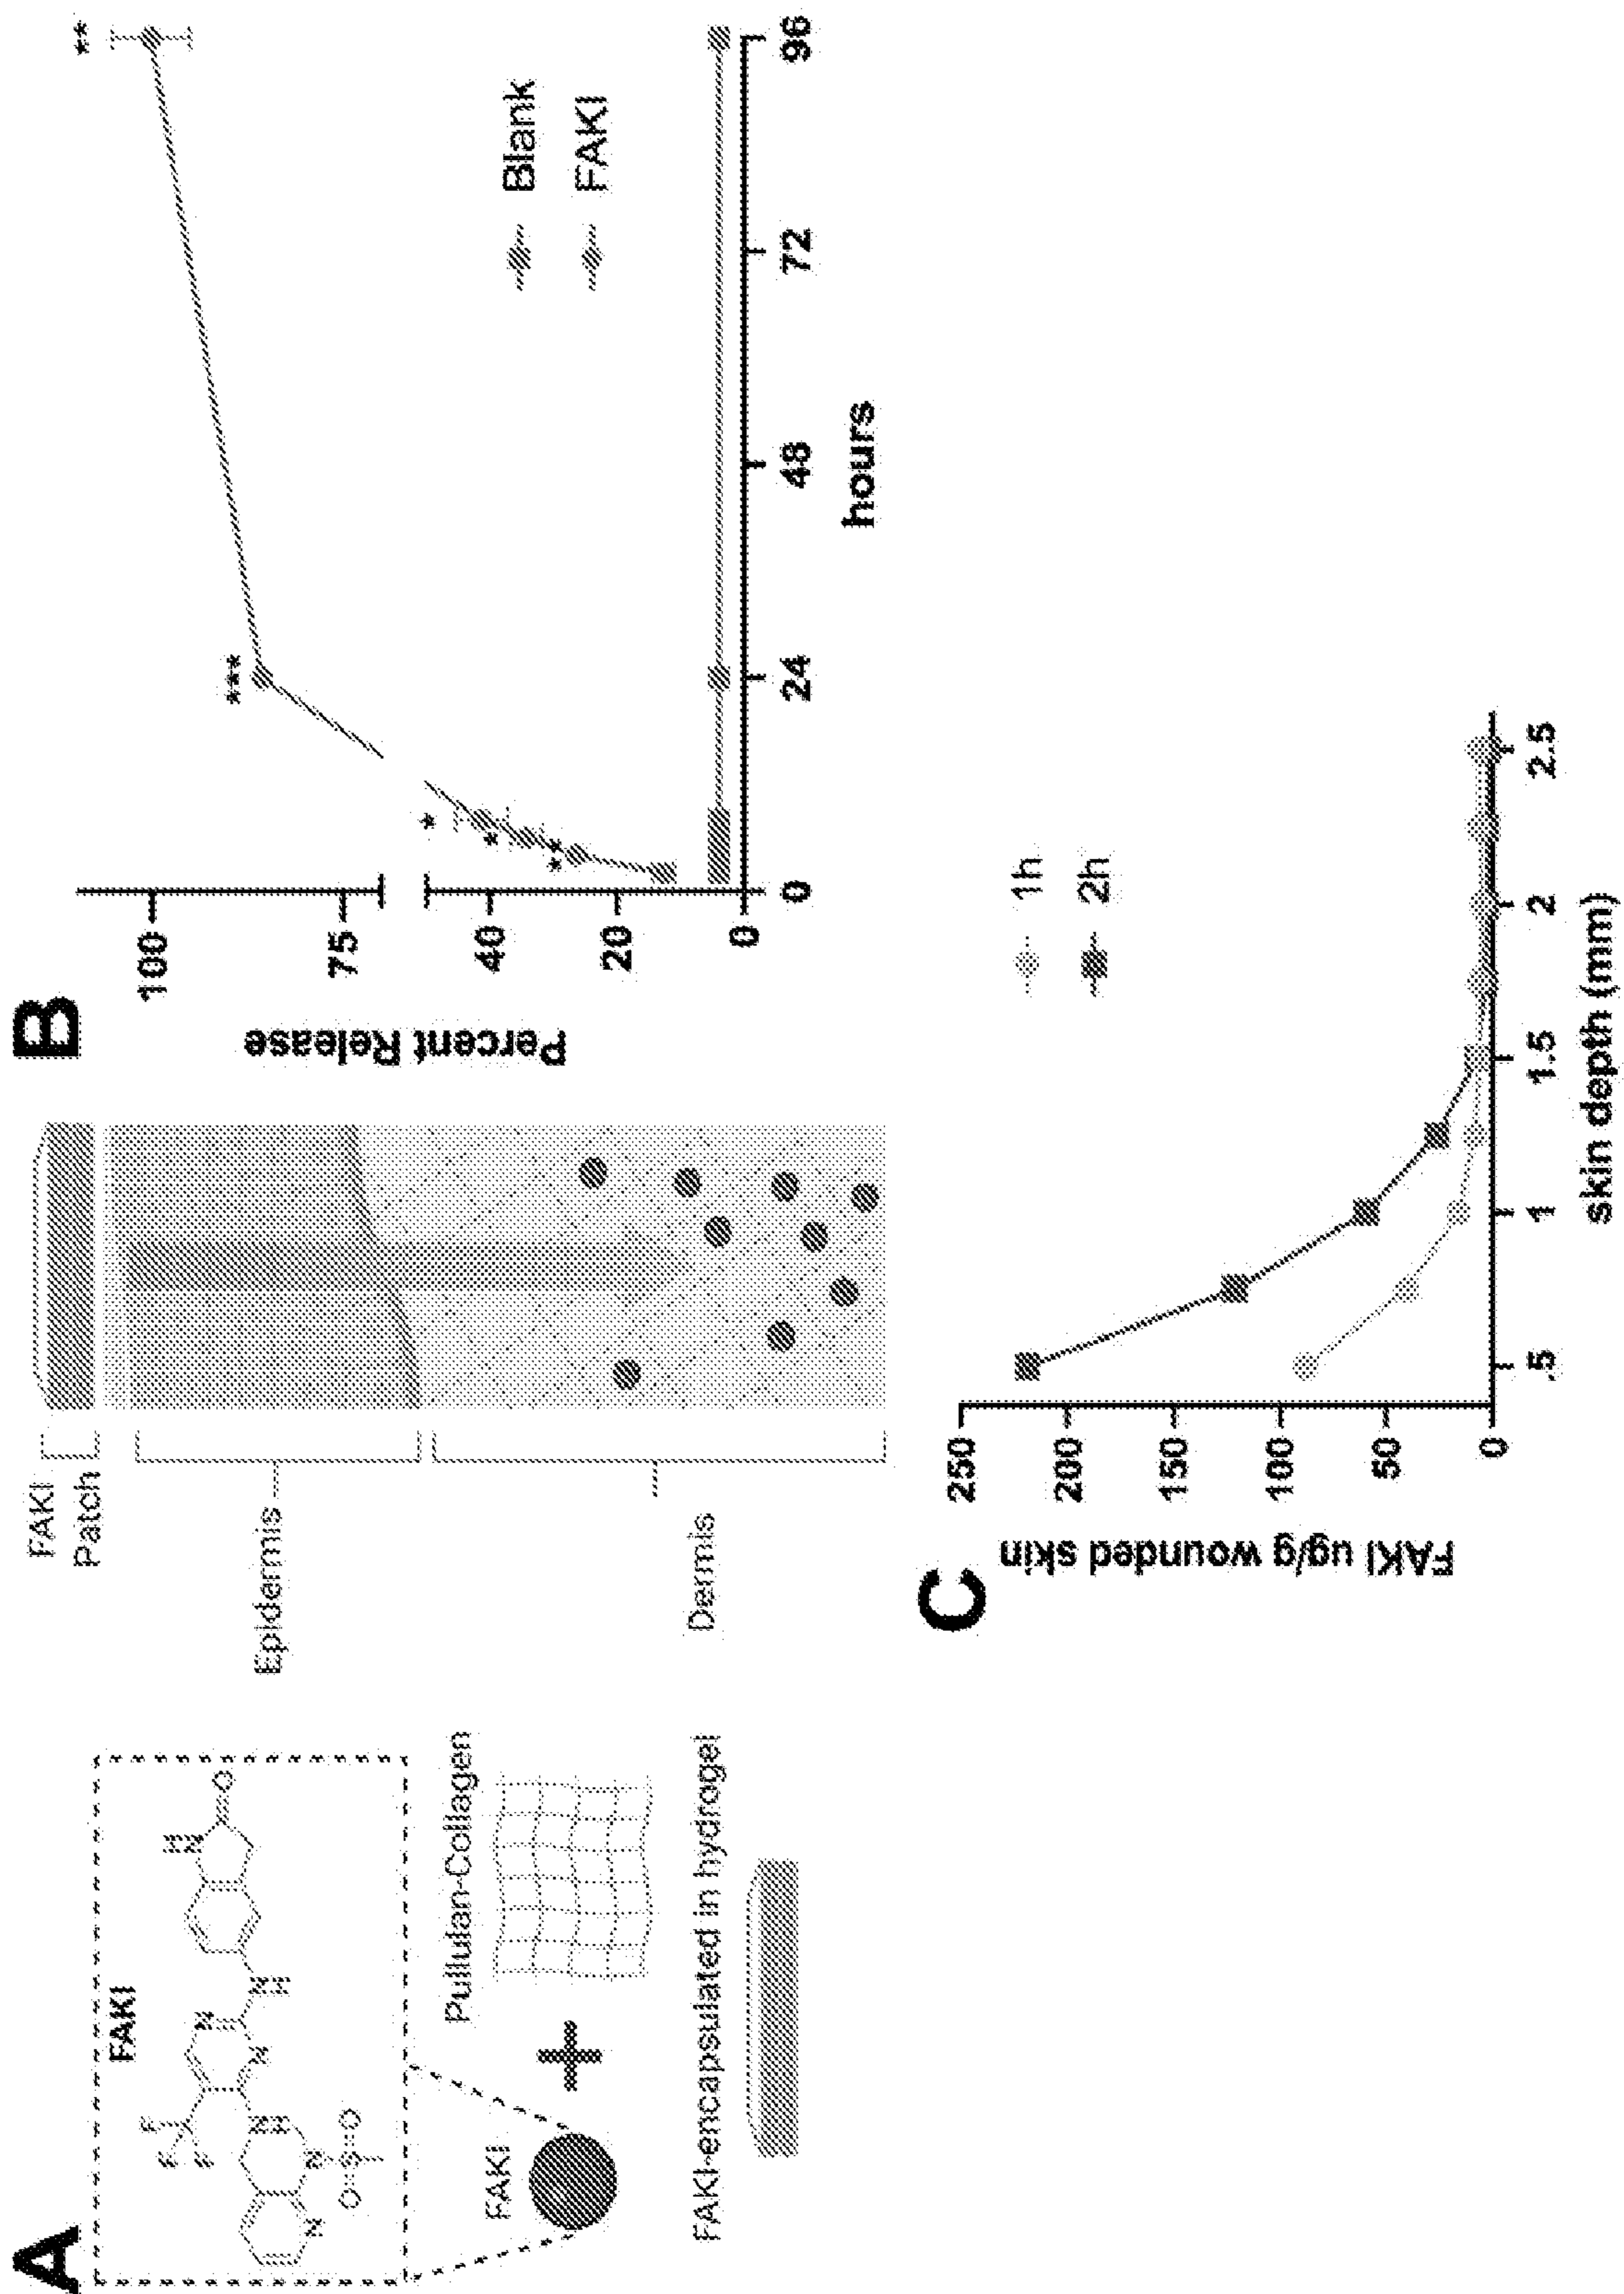 A
FAKI
F
F
F
N
N
N
H
H
N
O
N
H
N
N
O=S=O
FAKI
+
Pullulan-Collagen
FAKI-encapsulated in hydrogel
FAKI
Patch
Epidermis
Dermis
B
Percent Release
100
75
40
20
0
**
***
*
*
**
Blank
FAKI
0
24
48
72
96
hours
C
FAKI ug/g wounded skin
250
200
150
100
50
0
1h
2h
.5
1
1.5
2
2.5
skin depth (mm)